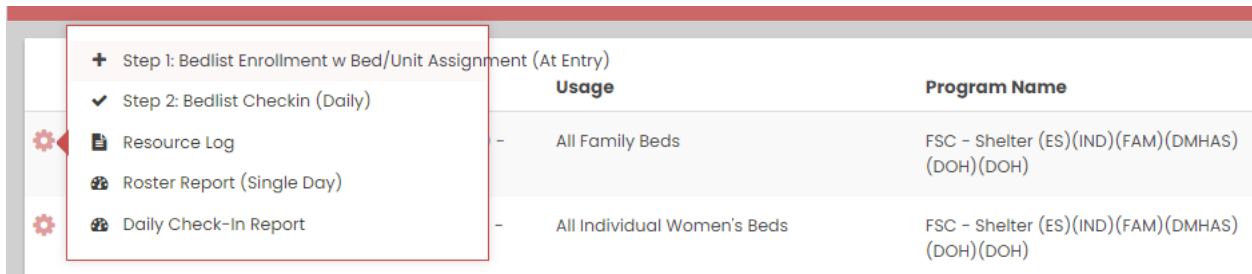 Step 1: Bedlist Enrollment w Bed/Unit Assignment (At Entry)
Step 2: Bedlist Checkin (Daily)
Resource Log
Roster Report (Single Day)
Daily Check-In Report
Usage
Program Name
-
All Family Beds
FSC - Shelter (ES)(IND)(FAM)(DMHAS)
(DOH)(DOH)
-
All Individual Women's Beds
FSC - Shelter (ES)(IND)(FAM)(DMHAS)
(DOH)(DOH)